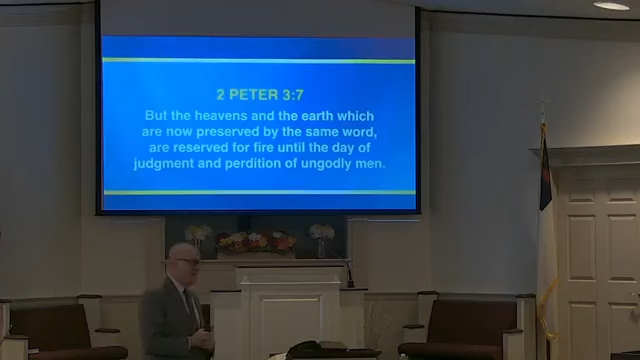 2 PETER 3:7
But the heavens and the earth which
are now preserved by the same word,
are reserved for fire until the day of
judgment and perdition of ungodly men.